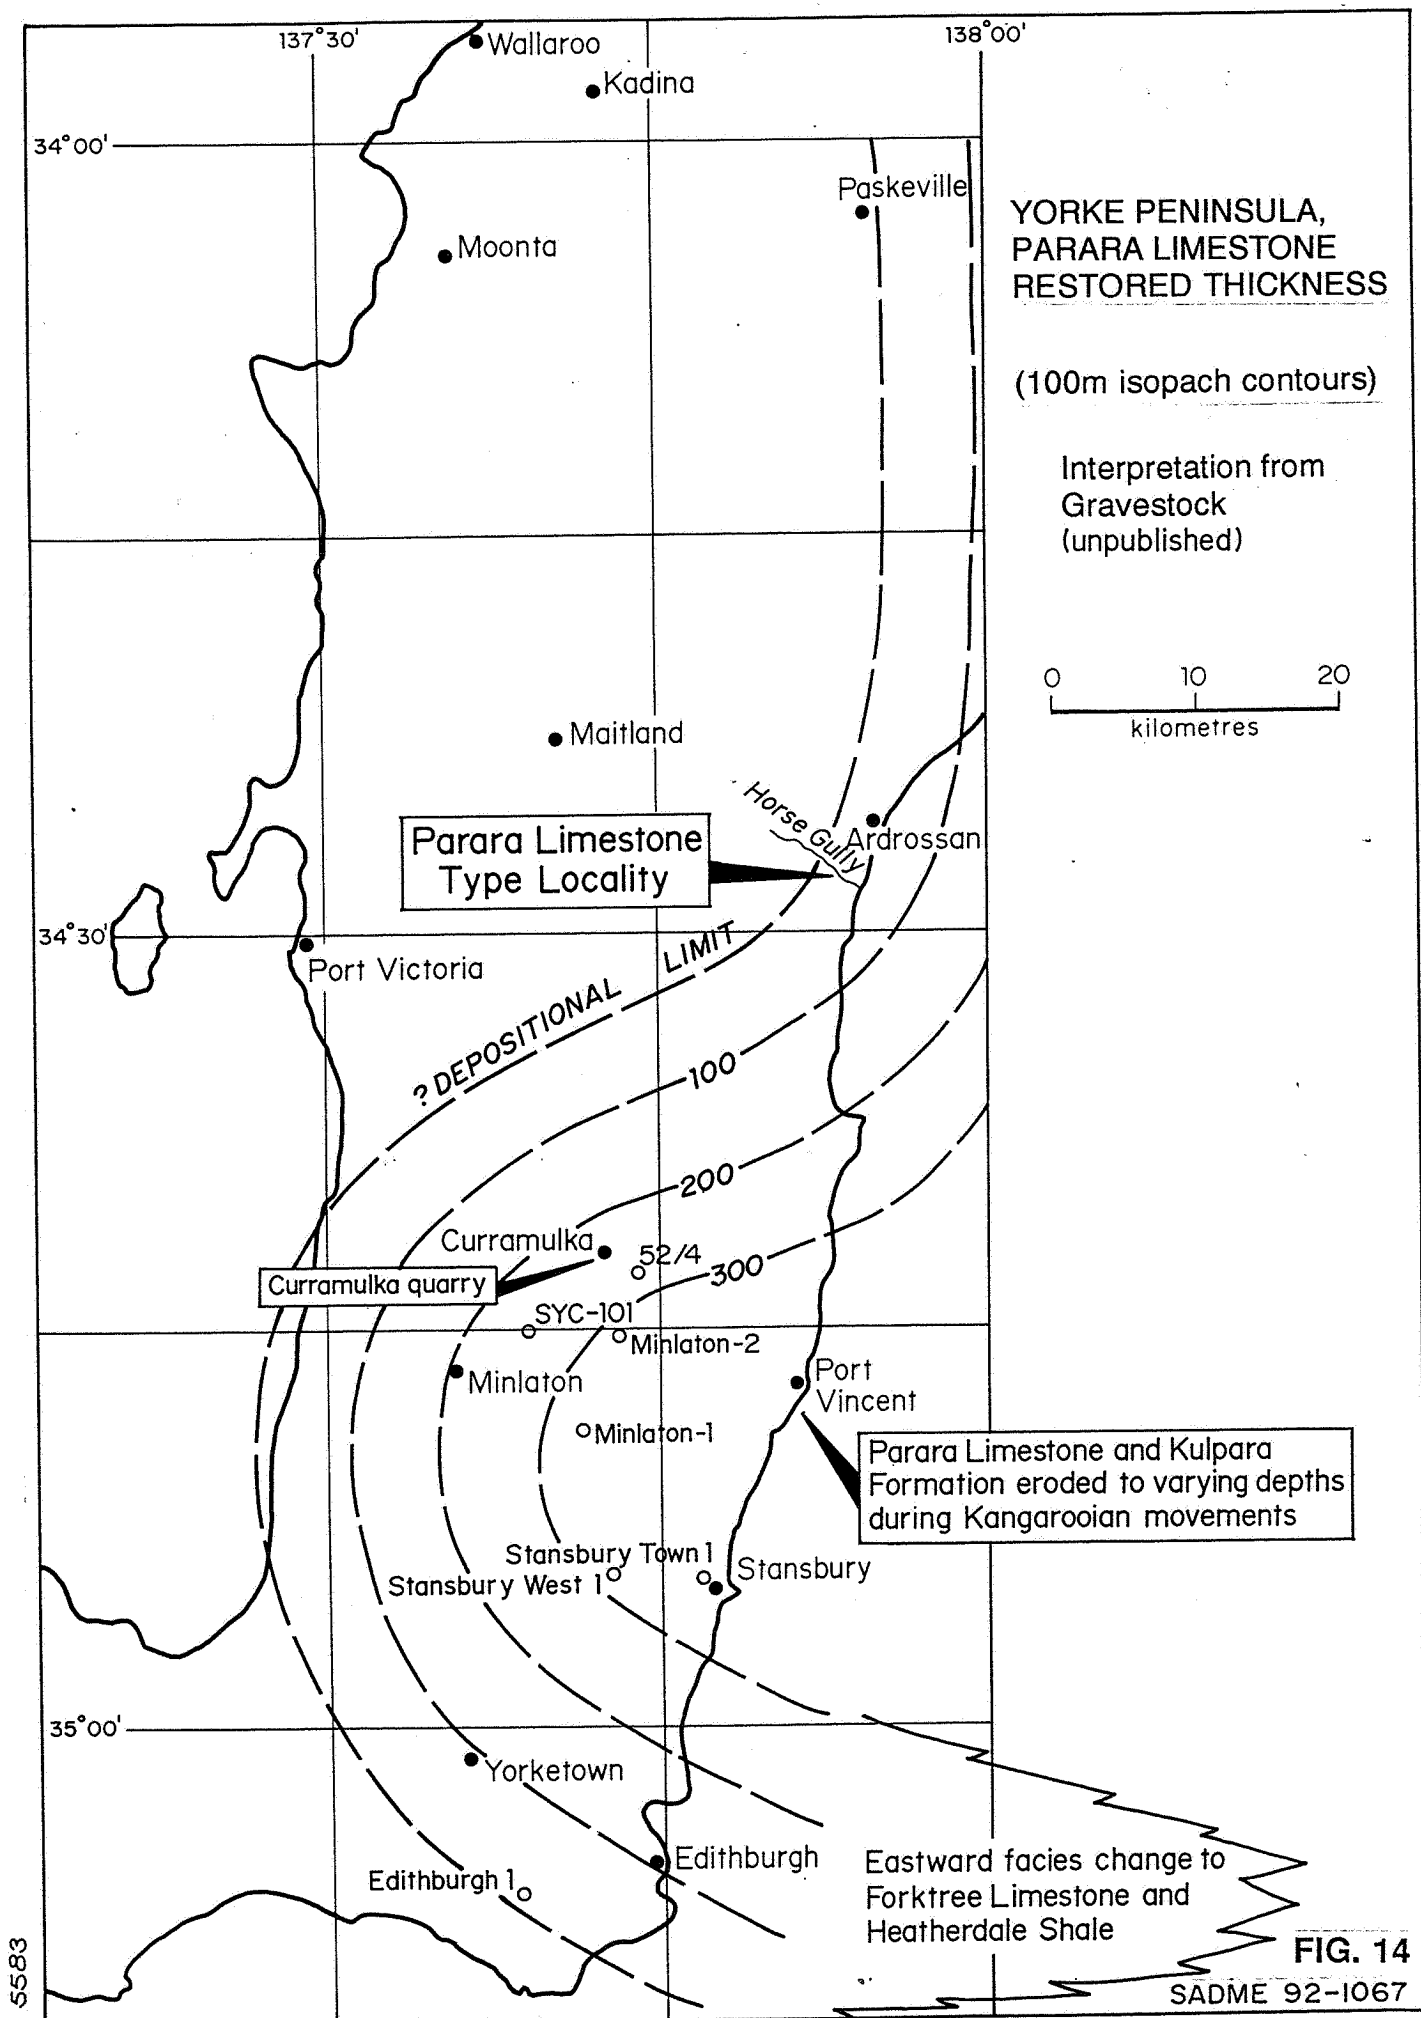 137°30'
138°00'
Wallaroo
Kadina
34°00'
Paskeville
YORKE PENINSULA,
PARARA LIMESTONE
RESTORED THICKNESS
Moonta
(100m isopach contours)
Interpretation from
Gravestock
(unpublished)
0 10 20
kilometres
Maitland
Horse Gully
Ardrossan
Parara Limestone
Type Locality
34°30'
Port Victoria
? DEPOSITIONAL LIMIT
100
200
Curramulka
52/4
300
Curramulka quarry
SYC-101
Minlaton-2
Minlaton
Port
Vincent
Minlaton-1
Parara Limestone and Kulpara
Formation eroded to varying depths
during Kangarooian movements
Stansbury Town 1
Stansbury West 1
Stansbury
35°00'
Yorketown
Edithburgh
Edithburgh 1
Eastward facies change to
Forktree Limestone and
Heatherdale Shale
FIG. 14
SADME 92-1067
5583